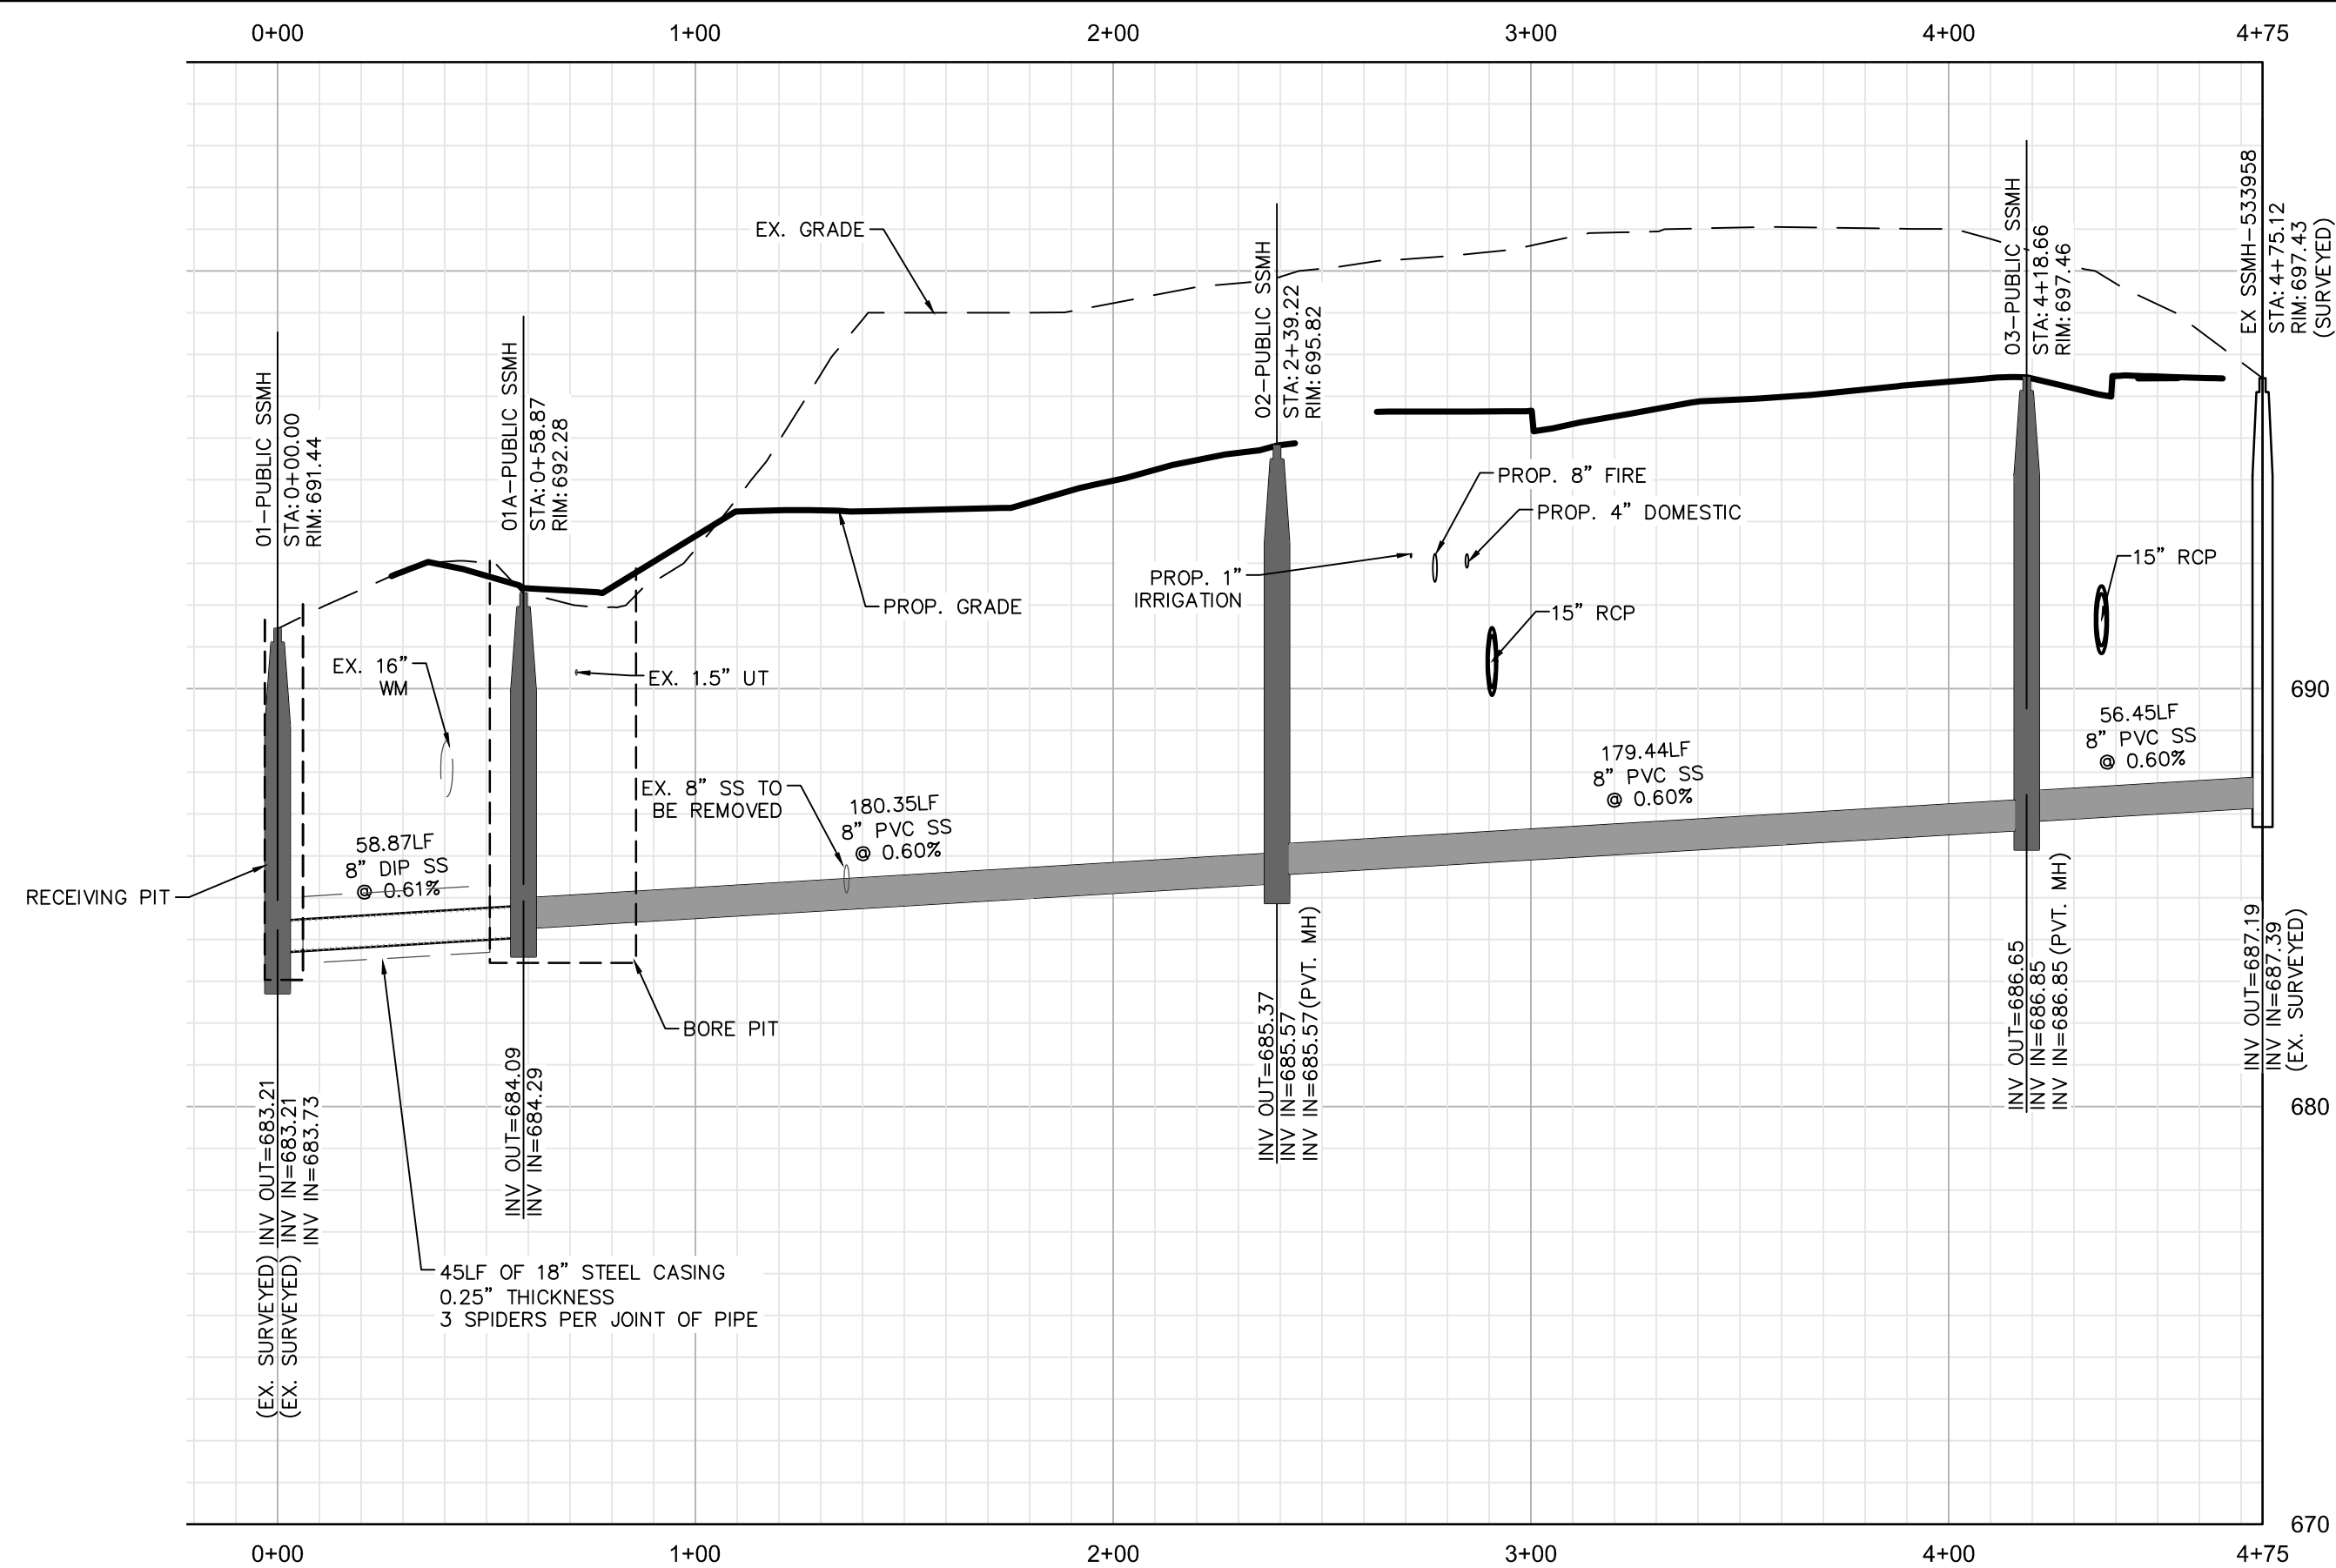 0+00
1+00
2+00
3+00
4+00
4+75
01-PUBLIC SSMH
STA: 0+00.00
RIM: 691.44
01A-PUBLIC SSMH
STA: 0+58.87
RIM: 692.28
EX. GRADE
02-PUBLIC SSMH
STA: 2+39.22
RIM: 695.82
03-PUBLIC SSMH
STA: 4+18.66
RIM: 697.46
EX SSMH-533958
STA: 4+75.12
RIM: 697.43
(SURVEYED)
PROP. 8” FIRE
PROP. 4” DOMESTIC
PROP. 1”
IRRIGATION
15” RCP
15” RCP
PROP. GRADE
EX. 16”
WM
EX. 1.5” UT
690
56.45LF
8” PVC SS
@ 0.60%
179.44LF
8” PVC SS
@ 0.60%
EX. 8” SS TO
BE REMOVED
180.35LF
8” PVC SS
@ 0.60%
58.87LF
8” DIP SS
@ 0.61%
RECEIVING PIT
BORE PIT
680
(EX. SURVEYED) INV OUT=683.21
(EX. SURVEYED) INV IN=683.21
INV IN=683.73
INV OUT=684.09
INV IN=684.29
INV OUT=685.37
INV IN=685.57
INV IN=685.57 (PVT. MH)
INV OUT=686.65
INV IN=686.85
INV IN=686.85 (PVT. MH)
INV OUT=687.19
INV IN=687.39
(EX. SURVEYED)
45LF OF 18” STEEL CASING
0.25” THICKNESS
3 SPIDERS PER JOINT OF PIPE
670
0+00
1+00
2+00
3+00
4+00
4+75